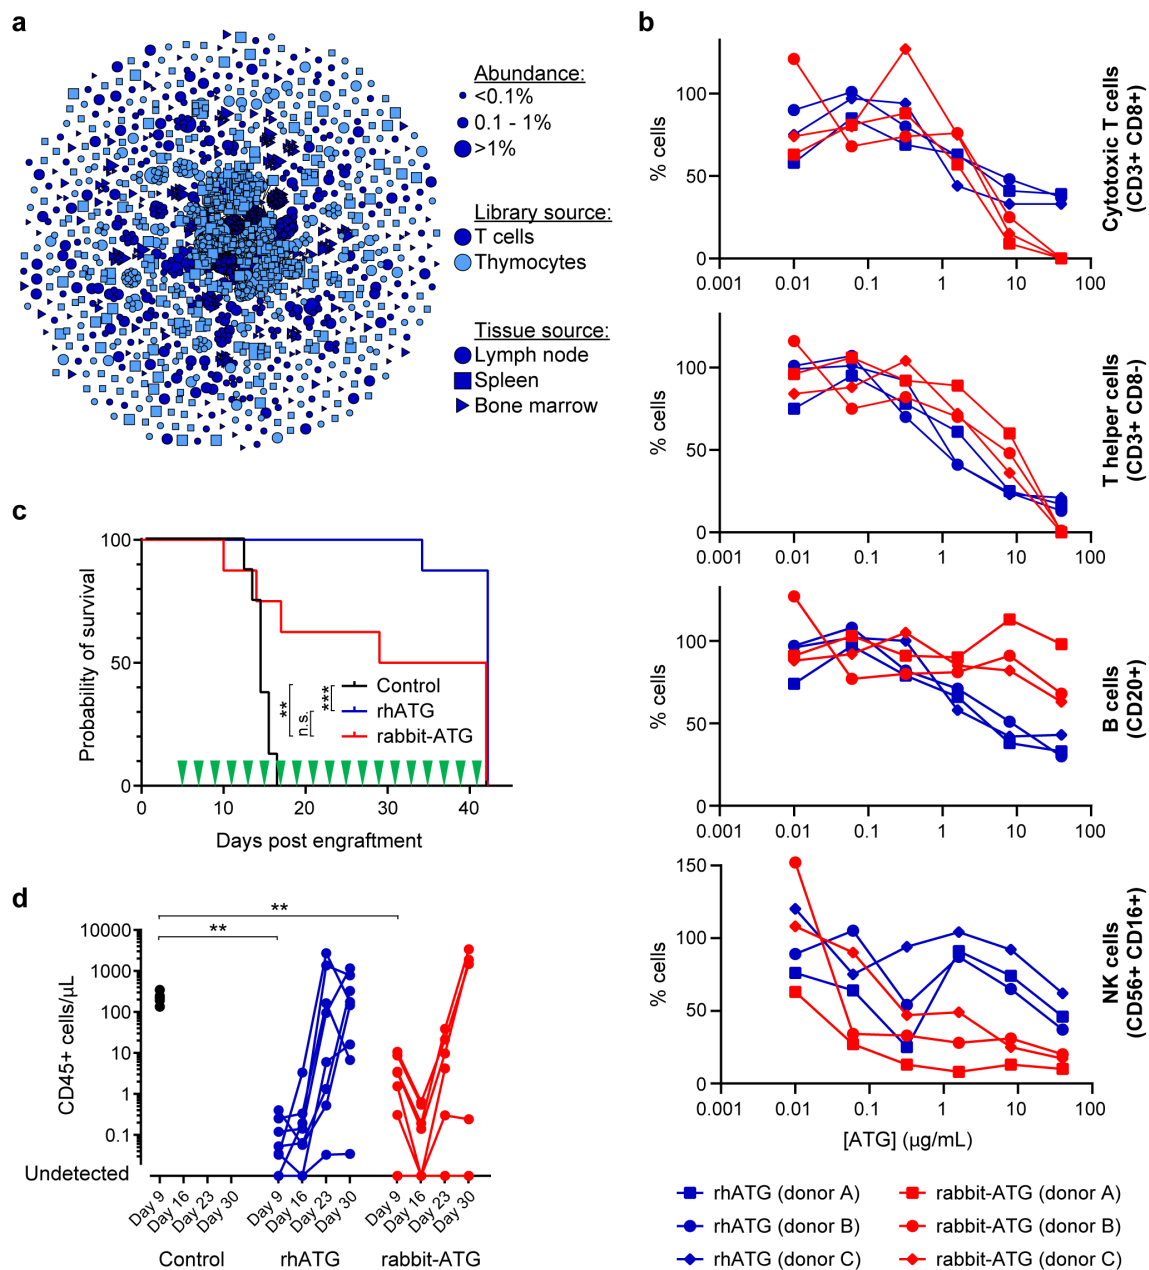 a
Abundance:
<0.1%
0.1 - 1%
>1%
Library source:
T cells
Thymocytes
Tissue source:
Lymph node
Spleen
Bone marrow
b
% cells
100
50
0
0.001 0.01 0.1 1 10 100
Cytotoxic T cells
(CD3+ CD8+)
% cells
100
50
0
0.001 0.01 0.1 1 10 100
T helper cells
(CD3+ CD8-)
% cells
100
50
0
0.001 0.01 0.1 1 10 100
B cells
(CD20+)
% cells
150
100
50
0
0.001 0.01 0.1 1 10 100
NK cells
(CD56+ CD16+)
[ATG] (µg/mL)
rhATG (donor A) rabbit-ATG (donor A)
rhATG (donor B) rabbit-ATG (donor B)
rhATG (donor C) rabbit-ATG (donor C)
c
Probability of survival
100
50
0
0 10 20 30 40
Days post engraftment
**
n.s.
***
Control
rhATG
rabbit-ATG
d
**
**
CD45+ cells/µL
10000
1000
100
10
1
0.1
Undetected
Day 9 Day 16 Day 23 Day 30 Day 9 Day 16 Day 23 Day 30 Day 9 Day 16 Day 23 Day 30
Control rhATG rabbit-ATG